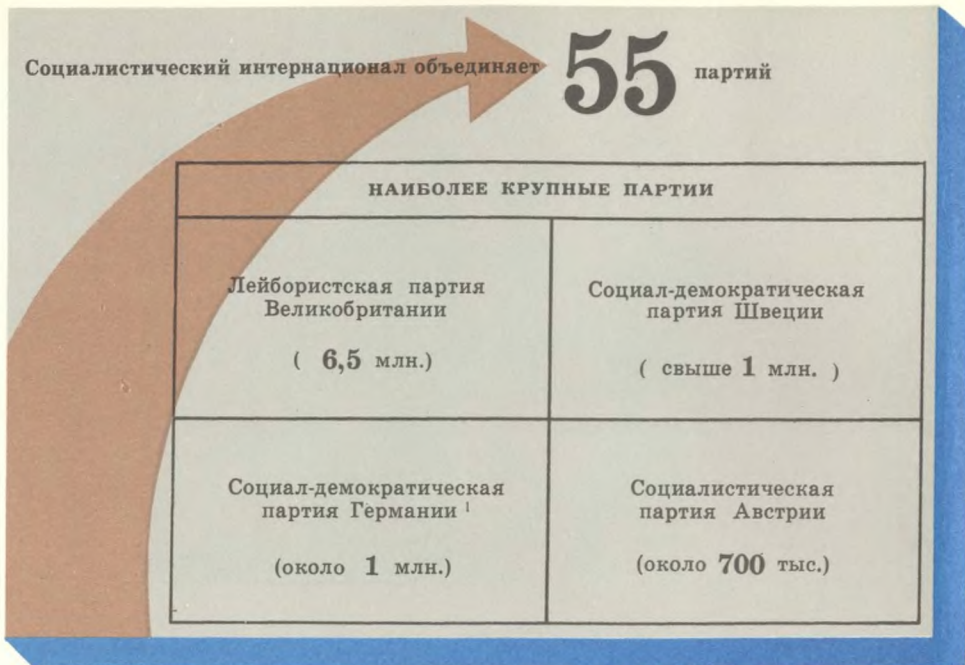 Социалистический интернационал объединяет 55 партий
НАИБОЛЕЕ КРУПНЫЕ ПАРТИИ
Лейбористская партия
Великобритании
( 6,5 млн.)
Социал-демократическая
партия Швеции
( свыше 1 млн. )
Социал-демократическая
партия Германии ¹
(около 1 млн.)
Социалистическая
партия Австрии
(около 700 тыс.)